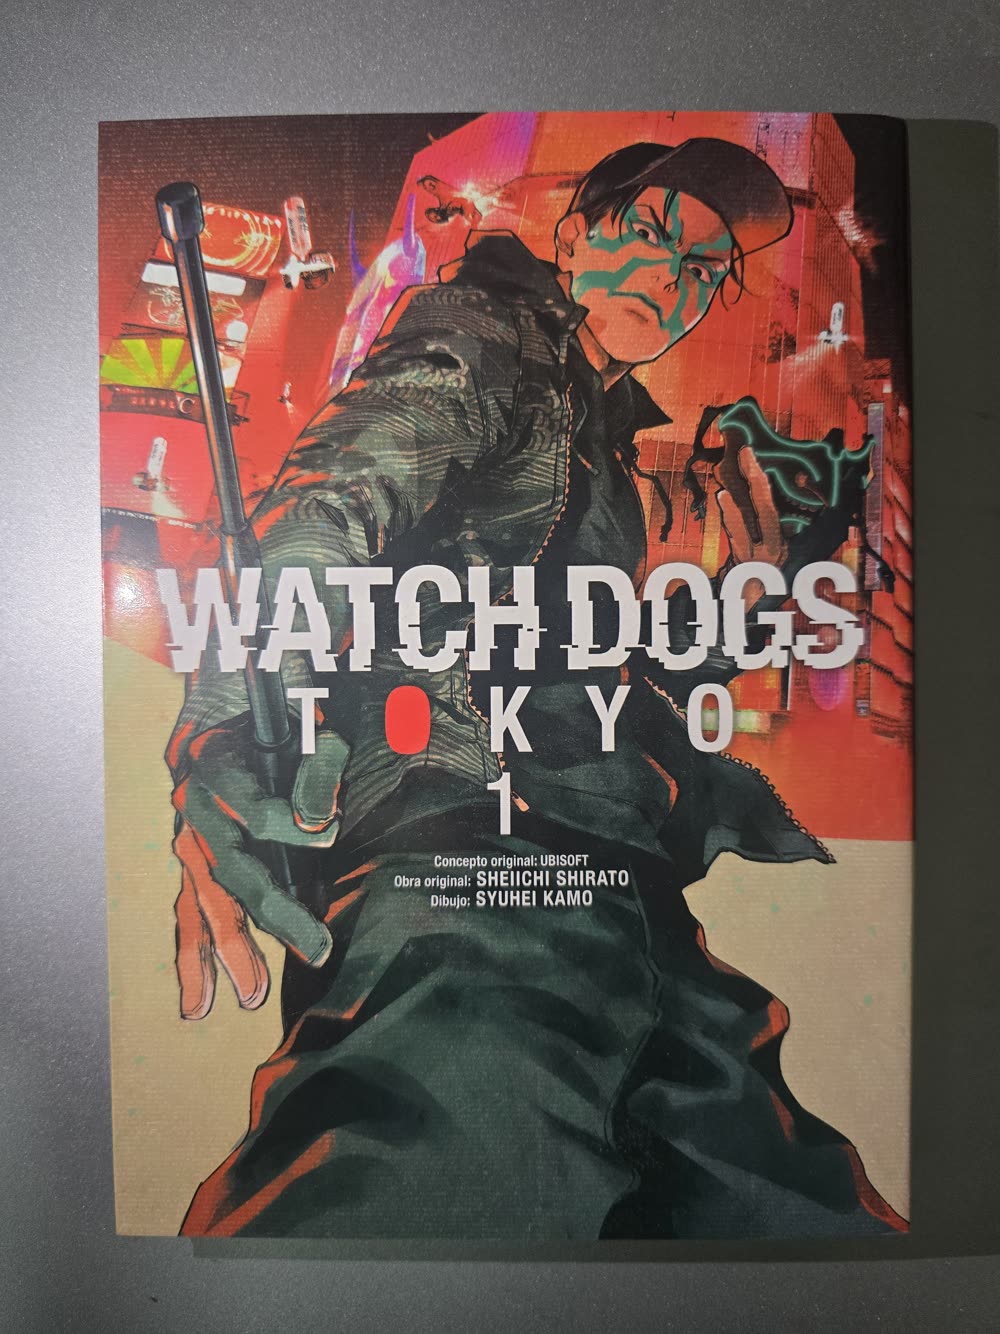 WATCH DOGS
TOKYO
1
Concepto original: UBISOFT
Obra original: SHEIICHI SHIRATO
Dibujo: SYUHEI KAMO